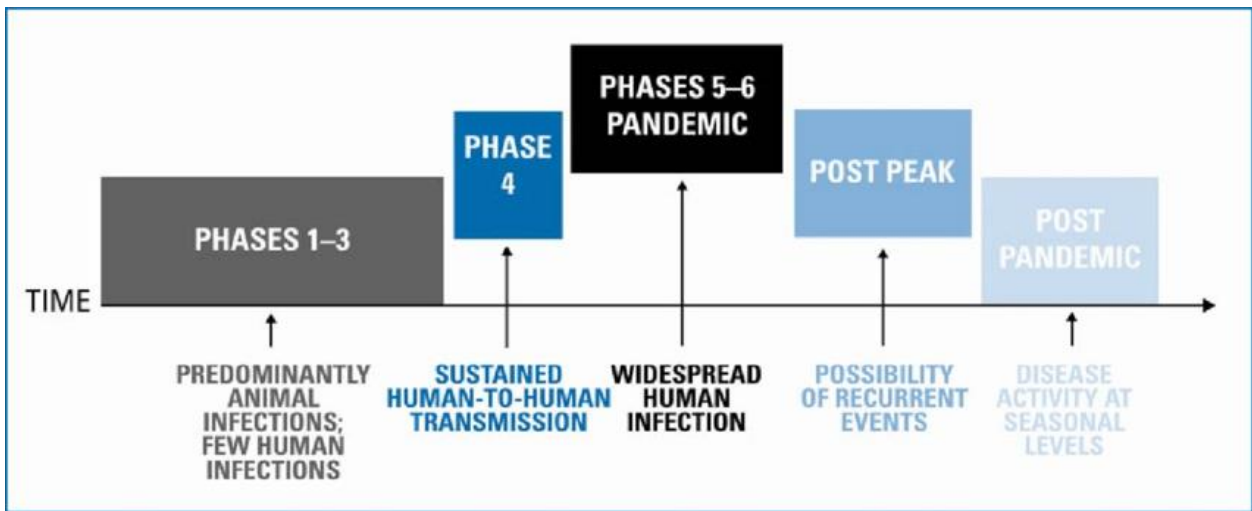 PHASES 5–6
PANDEMIC
PHASE
4
POST PEAK
PHASES 1–3
POST
PANDEMIC
TIME
PREDOMINANTLY
ANIMAL
INFECTIONS;
FEW HUMAN
INFECTIONS
SUSTAINED
HUMAN-TO-HUMAN
TRANSMISSION
WIDESPREAD
HUMAN
INFECTION
POSSIBILITY
OF RECURRENT
EVENTS
DISEASE
ACTIVITY AT
SEASONAL
LEVELS